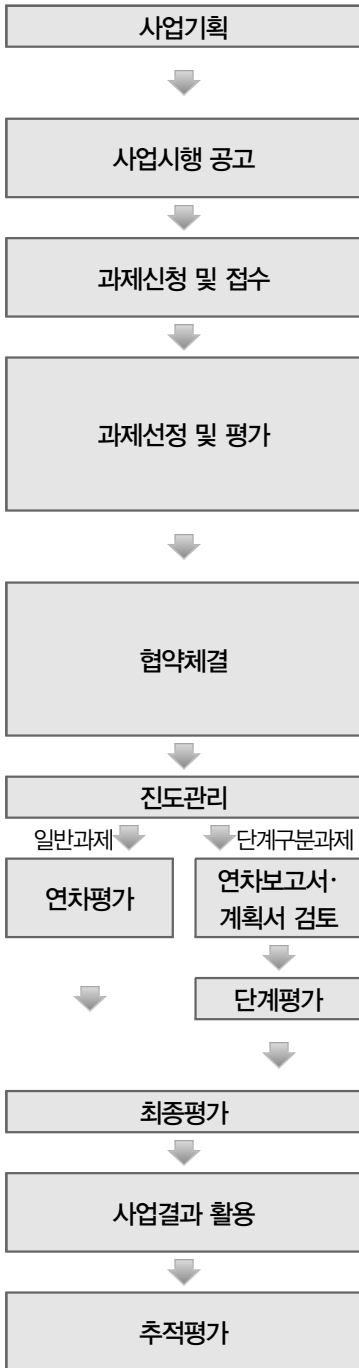 사업기획
사업시행 공고
과제신청 및 접수
과제선정 및 평가
협약체결
진도관리
일반과제
단계구분과제
연차평가
연차보고서·
계획서 검토
단계평가
최종평가
사업결과 활용
추적평가